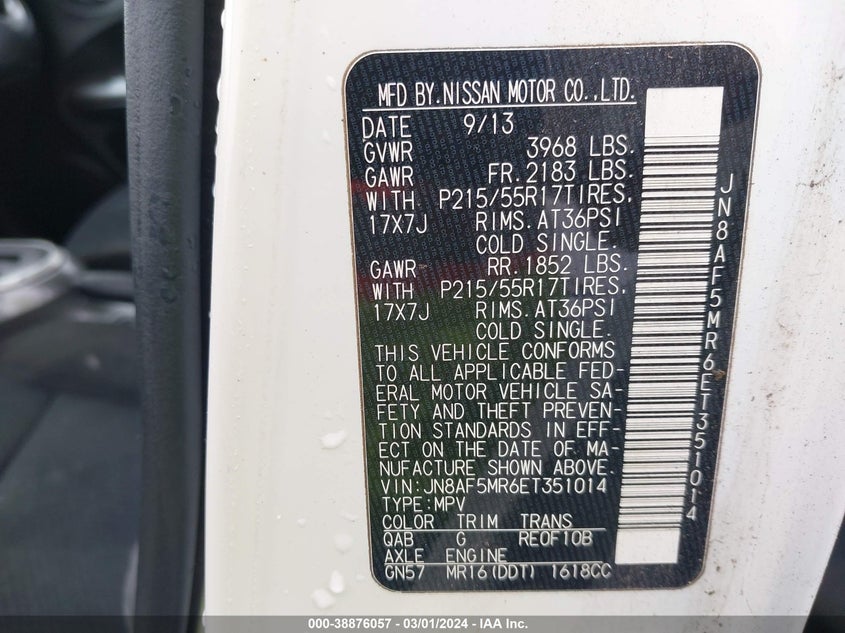 MFD BY.NISSAN MOTOR CO.,LTD.
DATE 9/13
GVWR 3968 LBS.
GAWR FR.2183 LBS.
WITH P215/55R17TIRES.
17X7J RIMS.AT36PSI
COLD SINGLE.
GAWR RR.1852 LBS.
WITH P215/55R17TIRES.
17X7J RIMS.AT36PSI
COLD SINGLE.
THIS VEHICLE CONFORMS
TO ALL APPLICABLE FED-
ERAL MOTOR VEHICLE SA-
FETY AND THEFT PREVEN-
TION STANDARDS IN EFF-
ECT ON THE DATE OF MA-
NUFACTURE SHOWN ABOVE.
VIN:JN8AF5MR6ET351014
TYPE:MPV
COLOR TRIM TRANS
QAB G RE0F10B
AXLE ENGINE
GN57 MR16(DDT) 1618CC
JN8AF5MR6ET351014
000-38876057 - 03/01/2024 - IAA Inc.